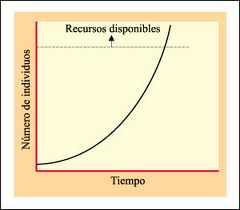 Recursos disponibles
Número de individuos
Tiempo